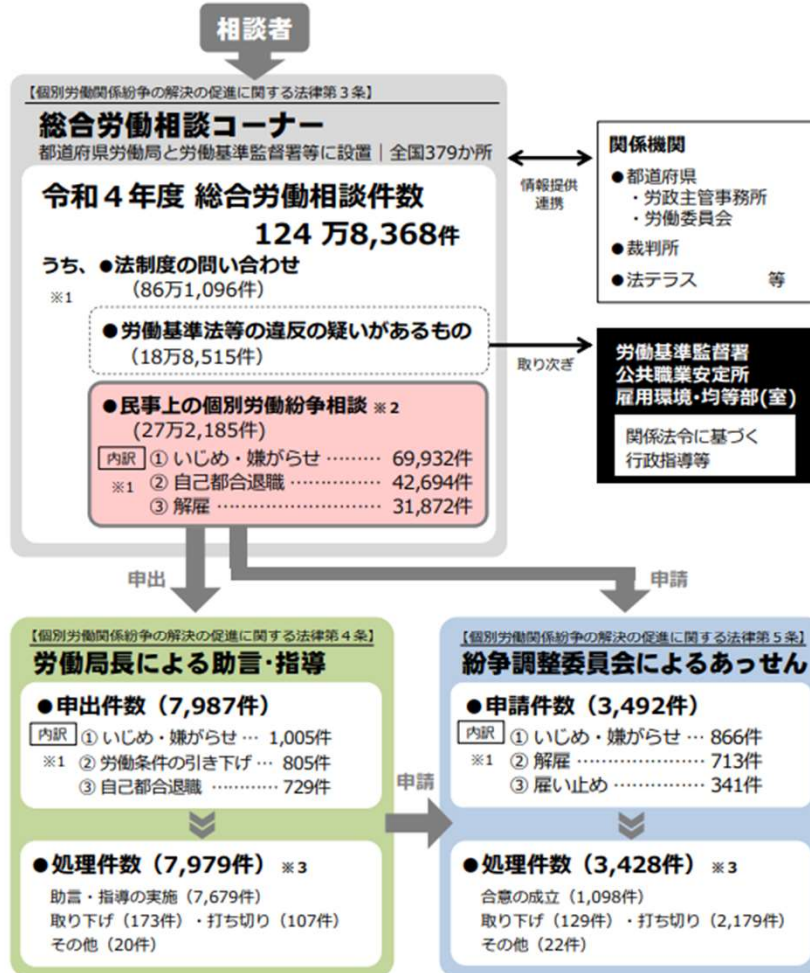 相談者
【個別労働関係紛争の解決の促進に関する法律第3条】
総合労働相談コーナー
都道府県労働局と労働基準監督署等に設置｜全国379か所
令和４年度 総合労働相談件数
124 万8,368件
うち、●法制度の問い合わせ
※1
(86万1,096件)
●労働基準法等の違反の疑いがあるもの
(18万8,515件)
●民事上の個別労働紛争相談 ※2
(27万2,185件)
内訳 ① いじめ・嫌がらせ ……… 69,932件
※1 ② 自己都合退職 …………… 42,694件
③ 解雇 ……………………… 31,872件
情報提供
連携
関係機関
●都道府県
・労政主管事務所
・労働委員会
●裁判所
●法テラス 等
取り次ぎ
労働基準監督署
公共職業安定所
雇用環境・均等部(室)
関係法令に基づく
行政指導等
申出
申請
【個別労働関係紛争の解決の促進に関する法律第4条】
労働局長による助言・指導
●申出件数（7,987件）
内訳 ① いじめ・嫌がらせ … 1,005件
※1 ② 労働条件の引き下げ … 805件
③ 自己都合退職 ………… 729件
●処理件数（7,979件）※3
助言・指導の実施（7,679件）
取り下げ（173件）・打ち切り（107件）
その他（20件）
申請
【個別労働関係紛争の解決の促進に関する法律第5条】
紛争調整委員会によるあっせん
●申請件数（3,492件）
内訳 ① いじめ・嫌がらせ … 866件
※1 ② 解雇 ………………… 713件
③ 雇い止め …………… 341件
●処理件数（3,428件）※3
合意の成立（1,098件）
取り下げ（129件）・打ち切り（2,179件）
その他（22件）